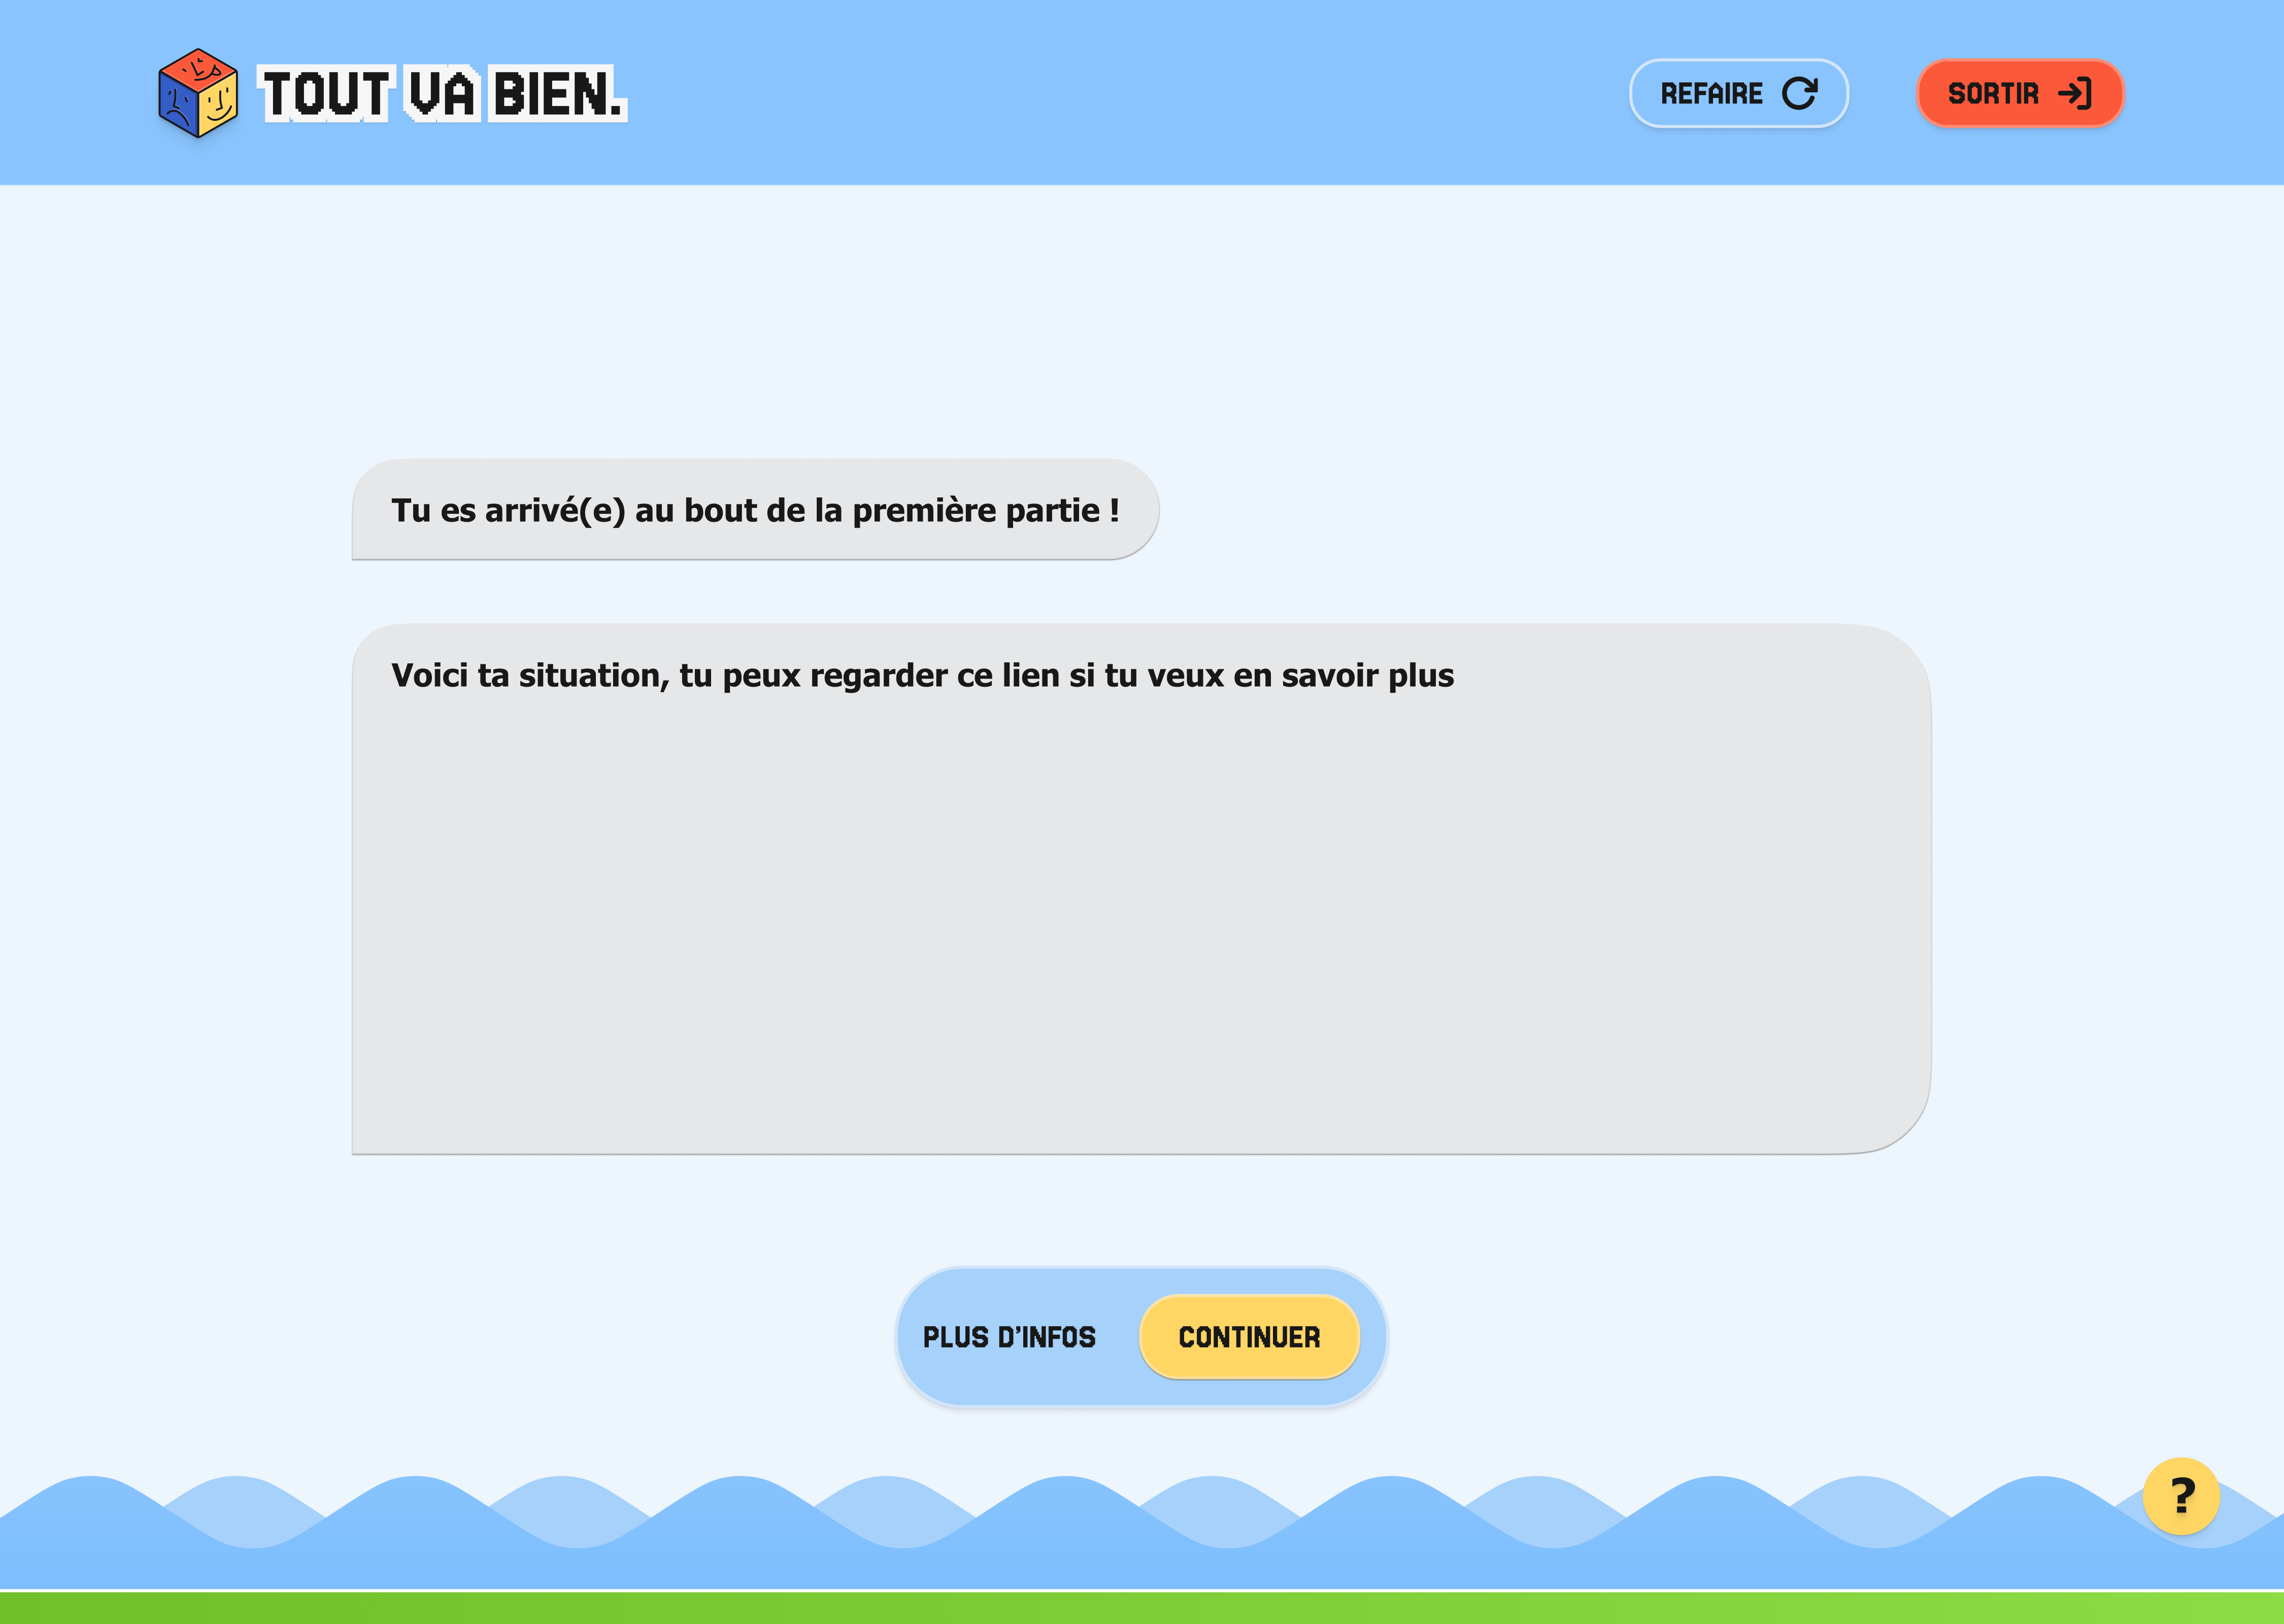 TOUT VA BIEN.
REFAIRE
SORTIR
Tu es arrivé(e) au bout de la première partie !
Voici ta situation, tu peux regarder ce lien si tu veux en savoir plus
PLUS D'INFOS
CONTINUER
?